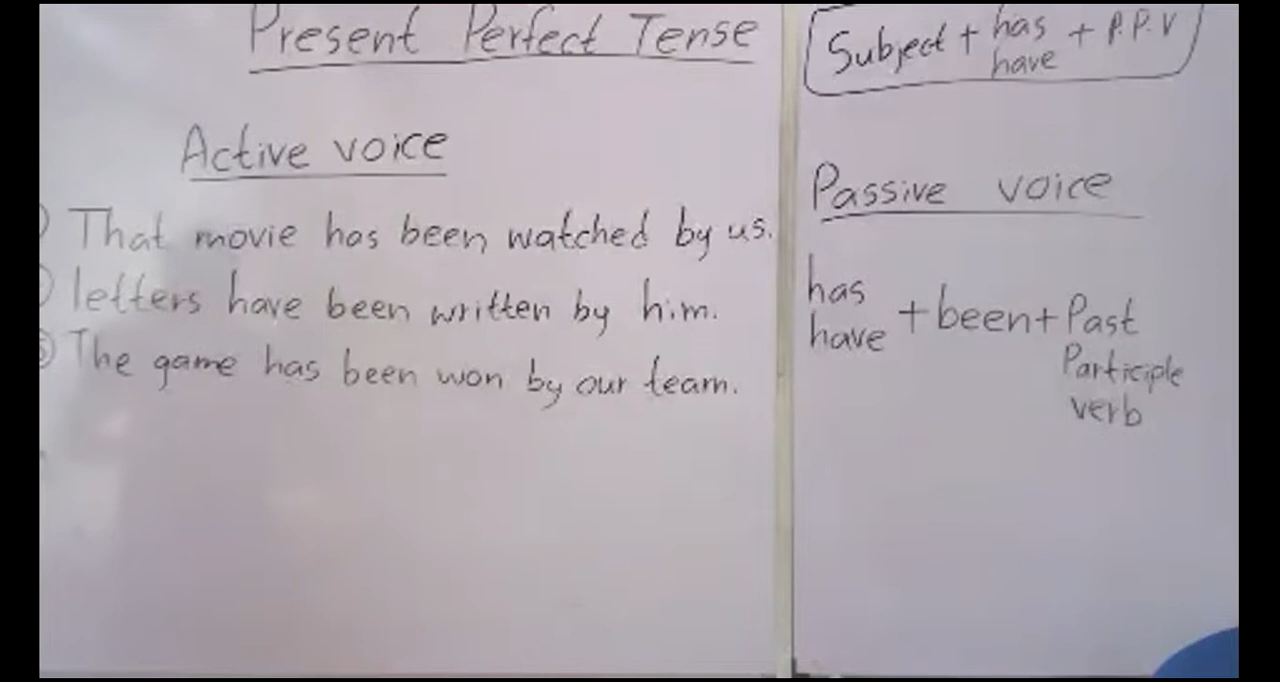 Present Perfect Tense
Active voice
That movie has been watched by us.
letters have been written by him.
The game has been won by our team.
Subject + has have + P.P.V
Passive voice
has
have + been + Past
Participle
verb